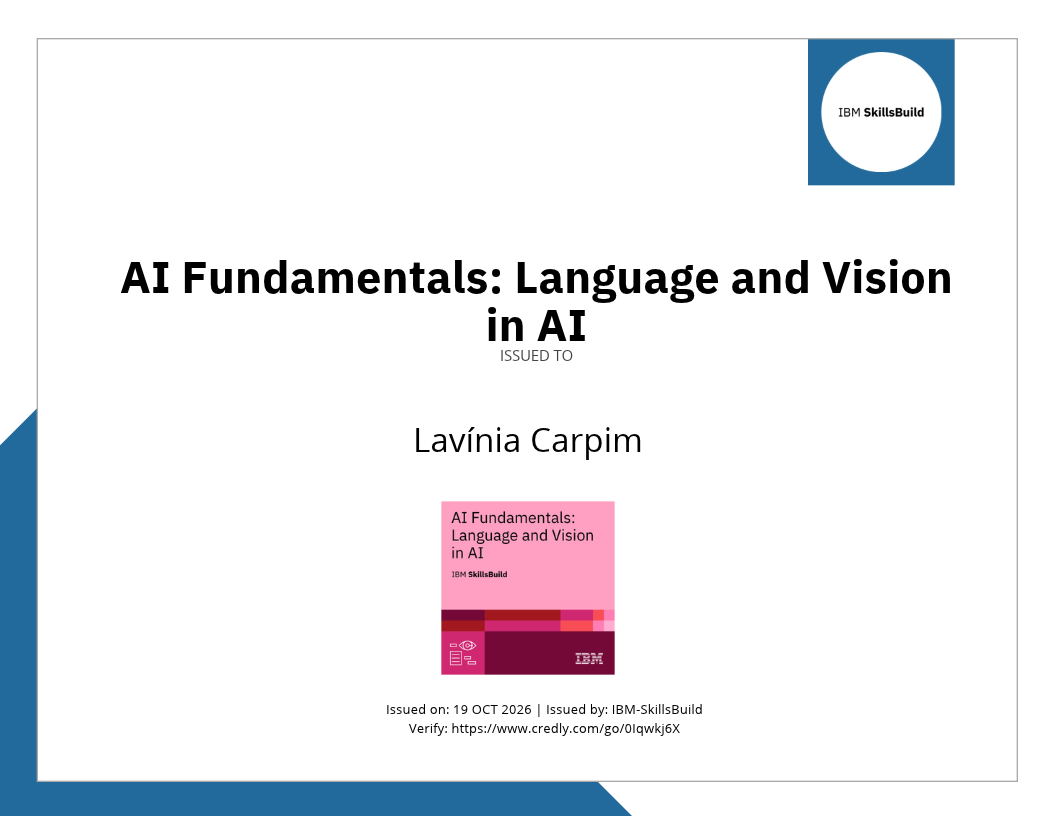 IBM SkillsBuild
AI Fundamentals: Language and Vision
in AI
ISSUED TO
Lavínia Carpim
AI Fundamentals:
Language and Vision
in AI
IBM SkillsBuild
IBM
Issued on: 19 OCT 2026 | Issued by: IBM-SkillsBuild
Verify: https://www.credly.com/go/0Iqwkj6X